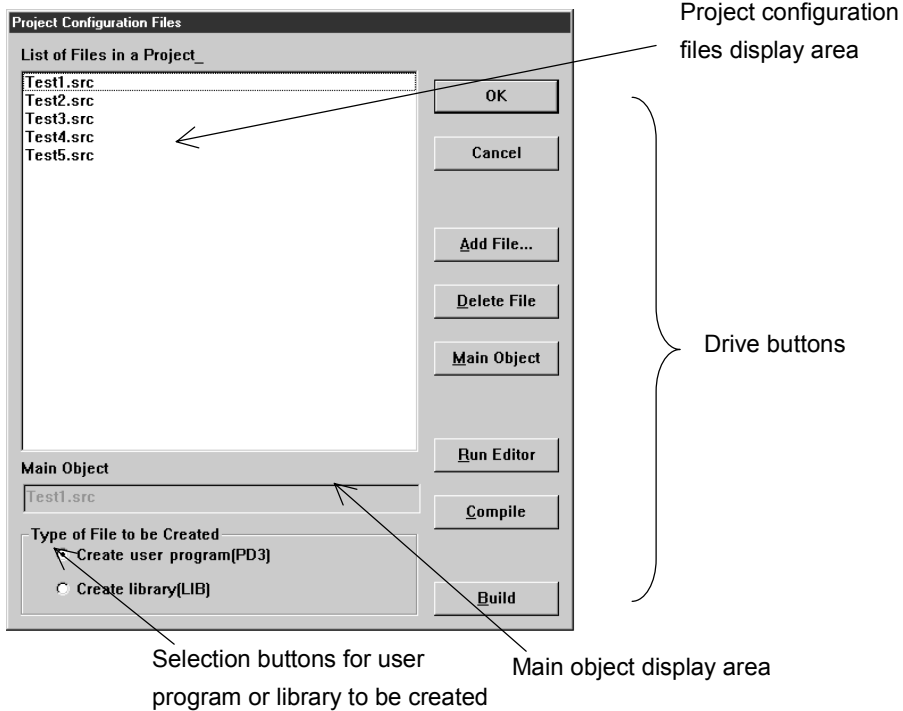 Project configuration
files display area
Project Configuration Files
List of Files in a Project_
Test1.src
Test2.src
Test3.src
Test4.src
Test5.src
OK
Cancel
Add File...
Delete File
Main Object
Drive buttons
Run Editor
Main Object
Test1.src
Compile
Type of File to be Created
Create user program(PD3)
Create library(LIB)
Build
Selection buttons for user
program or library to be created
Main object display area